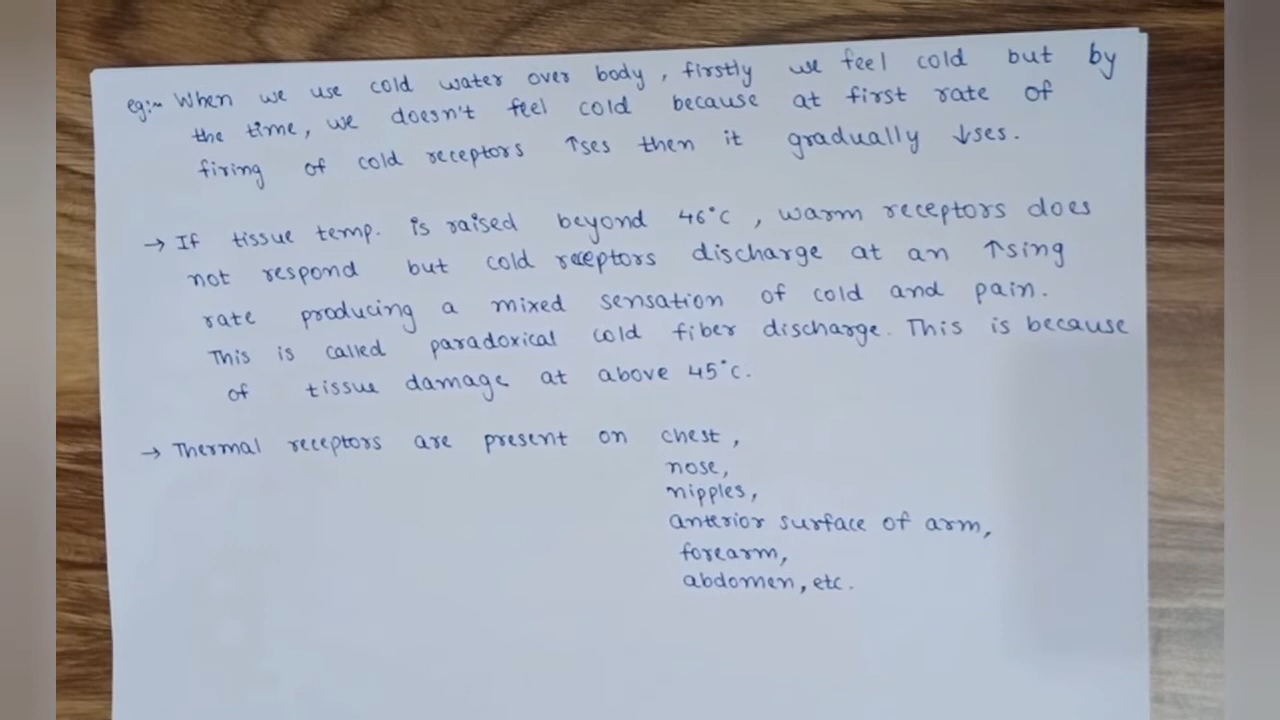 eg:~ When we use cold water over body, firstly we feel cold but by
the time, we doesn't feel cold because at first rate of
firing of cold receptors ↑ses then it gradually ↓ses.
→ If tissue temp. is raised beyond 46°C, warm receptors does
not respond but cold receptors discharge at an ↑sing
rate producing a mixed sensation of cold and pain.
This is called paradoxical cold fiber discharge. This is because
of tissue damage at above 45°C.
→ Thermal receptors are present on chest,
nose,
nipples,
anterior surface of arm,
forearm,
abdomen, etc.